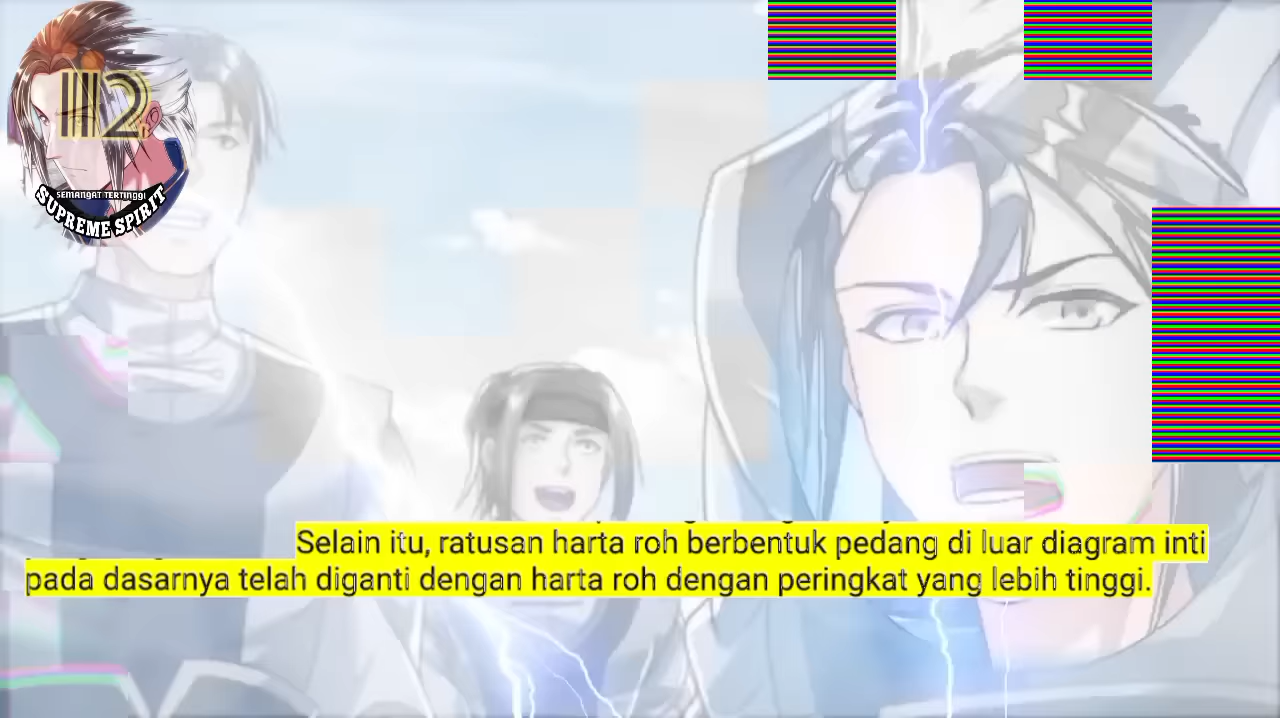 112
SEMANGAT TERTINGGI
SUPREME SPIRIT
Selain itu, ratusan harta roh berbentuk pedang di luar diagram inti
pada dasarnya telah diganti dengan harta roh dengan peringkat yang lebih tinggi.